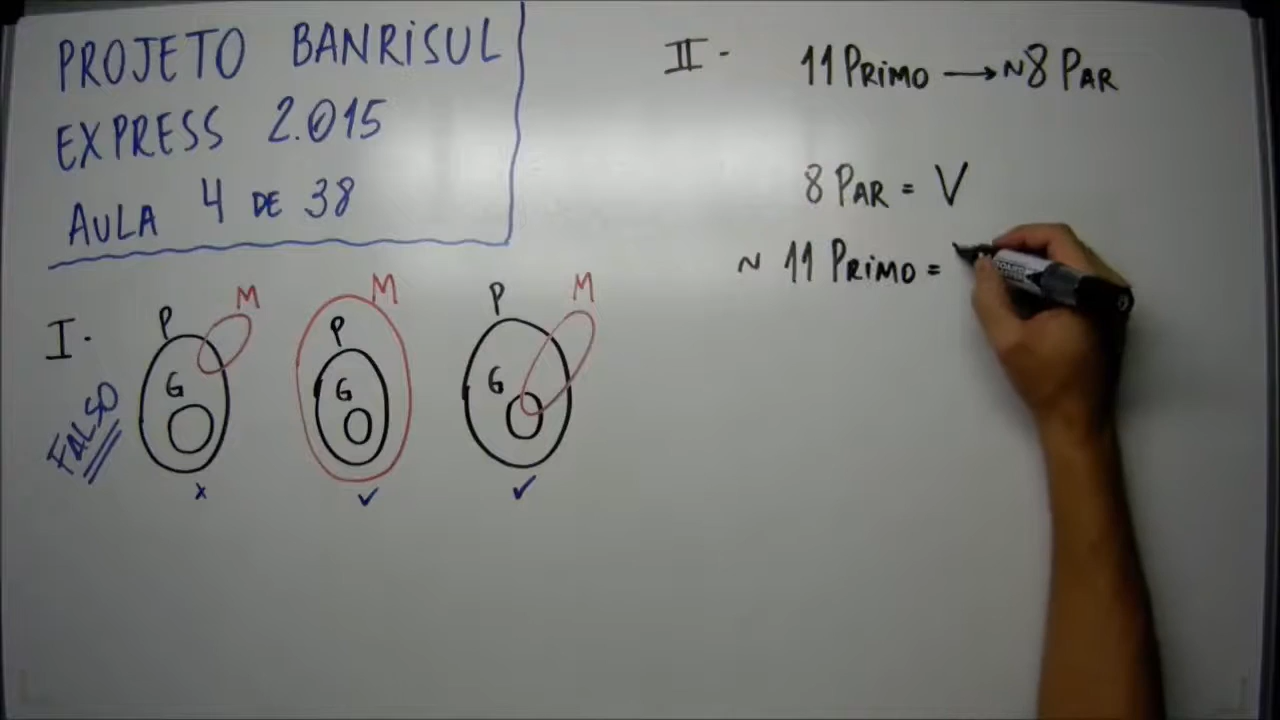 PROJETO BANRISUL
EXPRESS 2.015
AULA 4 DE 38
I.
FALSO
P M
G
x
M
P
G
✓
P M
G
✓
II - 11 PRIMO → ~8 PAR
8 PAR = V
~ 11 PRIMO =